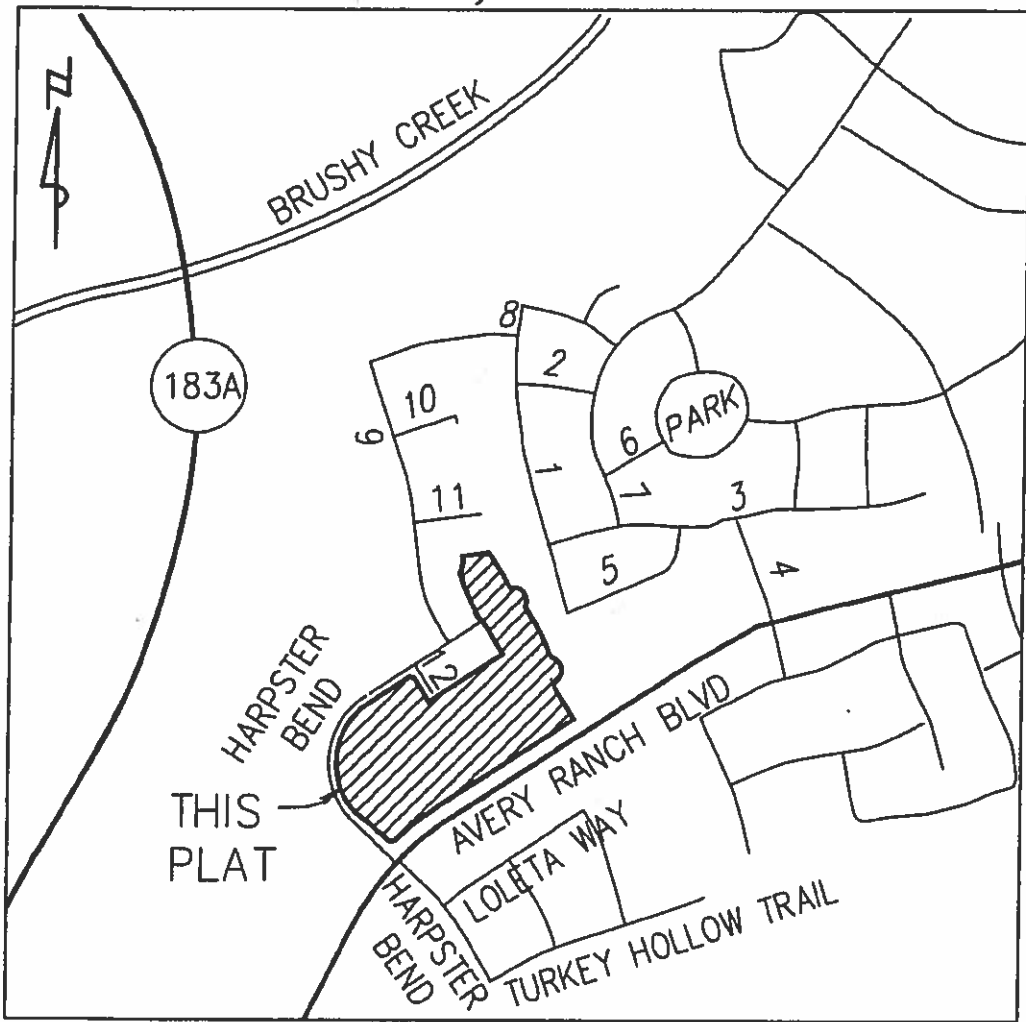 N
BRUSHY CREEK
183A
8
2
10
9
6
PARK
1
7
11
3
5
4
12
HARPSTER
BEND
THIS
PLAT
AVERY RANCH BLVD
LOLETA WAY
HARPSTER
BEND
TURKEY HOLLOW TRAIL